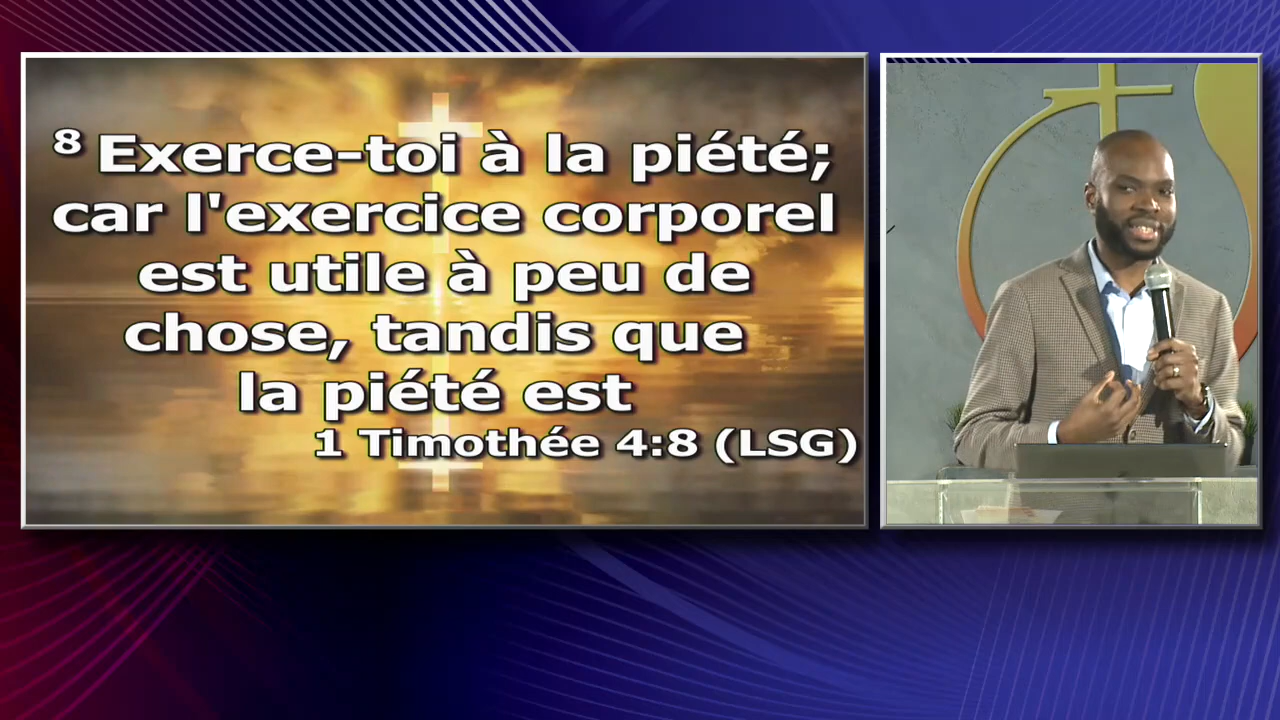 8 Exerce-toi à la piété;
car l'exercice corporel
est utile à peu de
chose, tandis que
la piété est
1 Timothée 4:8 (LSG)